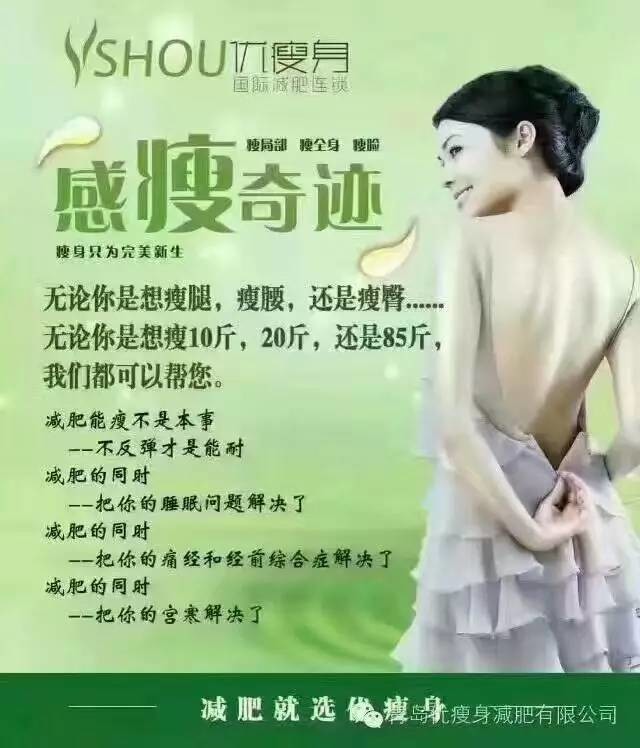 YSHOU优瘦身
国际减肥连锁
瘦局部 瘦全身 瘦脸
感瘦奇迹
瘦身只为完美新生
无论你是想瘦腿，瘦腰，还是瘦臀......
无论你是想瘦10斤，20斤，还是85斤，
我们都可以帮您。
减肥能瘦不是本事
--不反弹才是能耐
减肥的同时
--把你的睡眠问题解决了
减肥的同时
--把你的痛经和经前综合症解决了
减肥的同时
--把你的宫寒解决了
减肥就选优瘦身
青岛优瘦身减肥有限公司